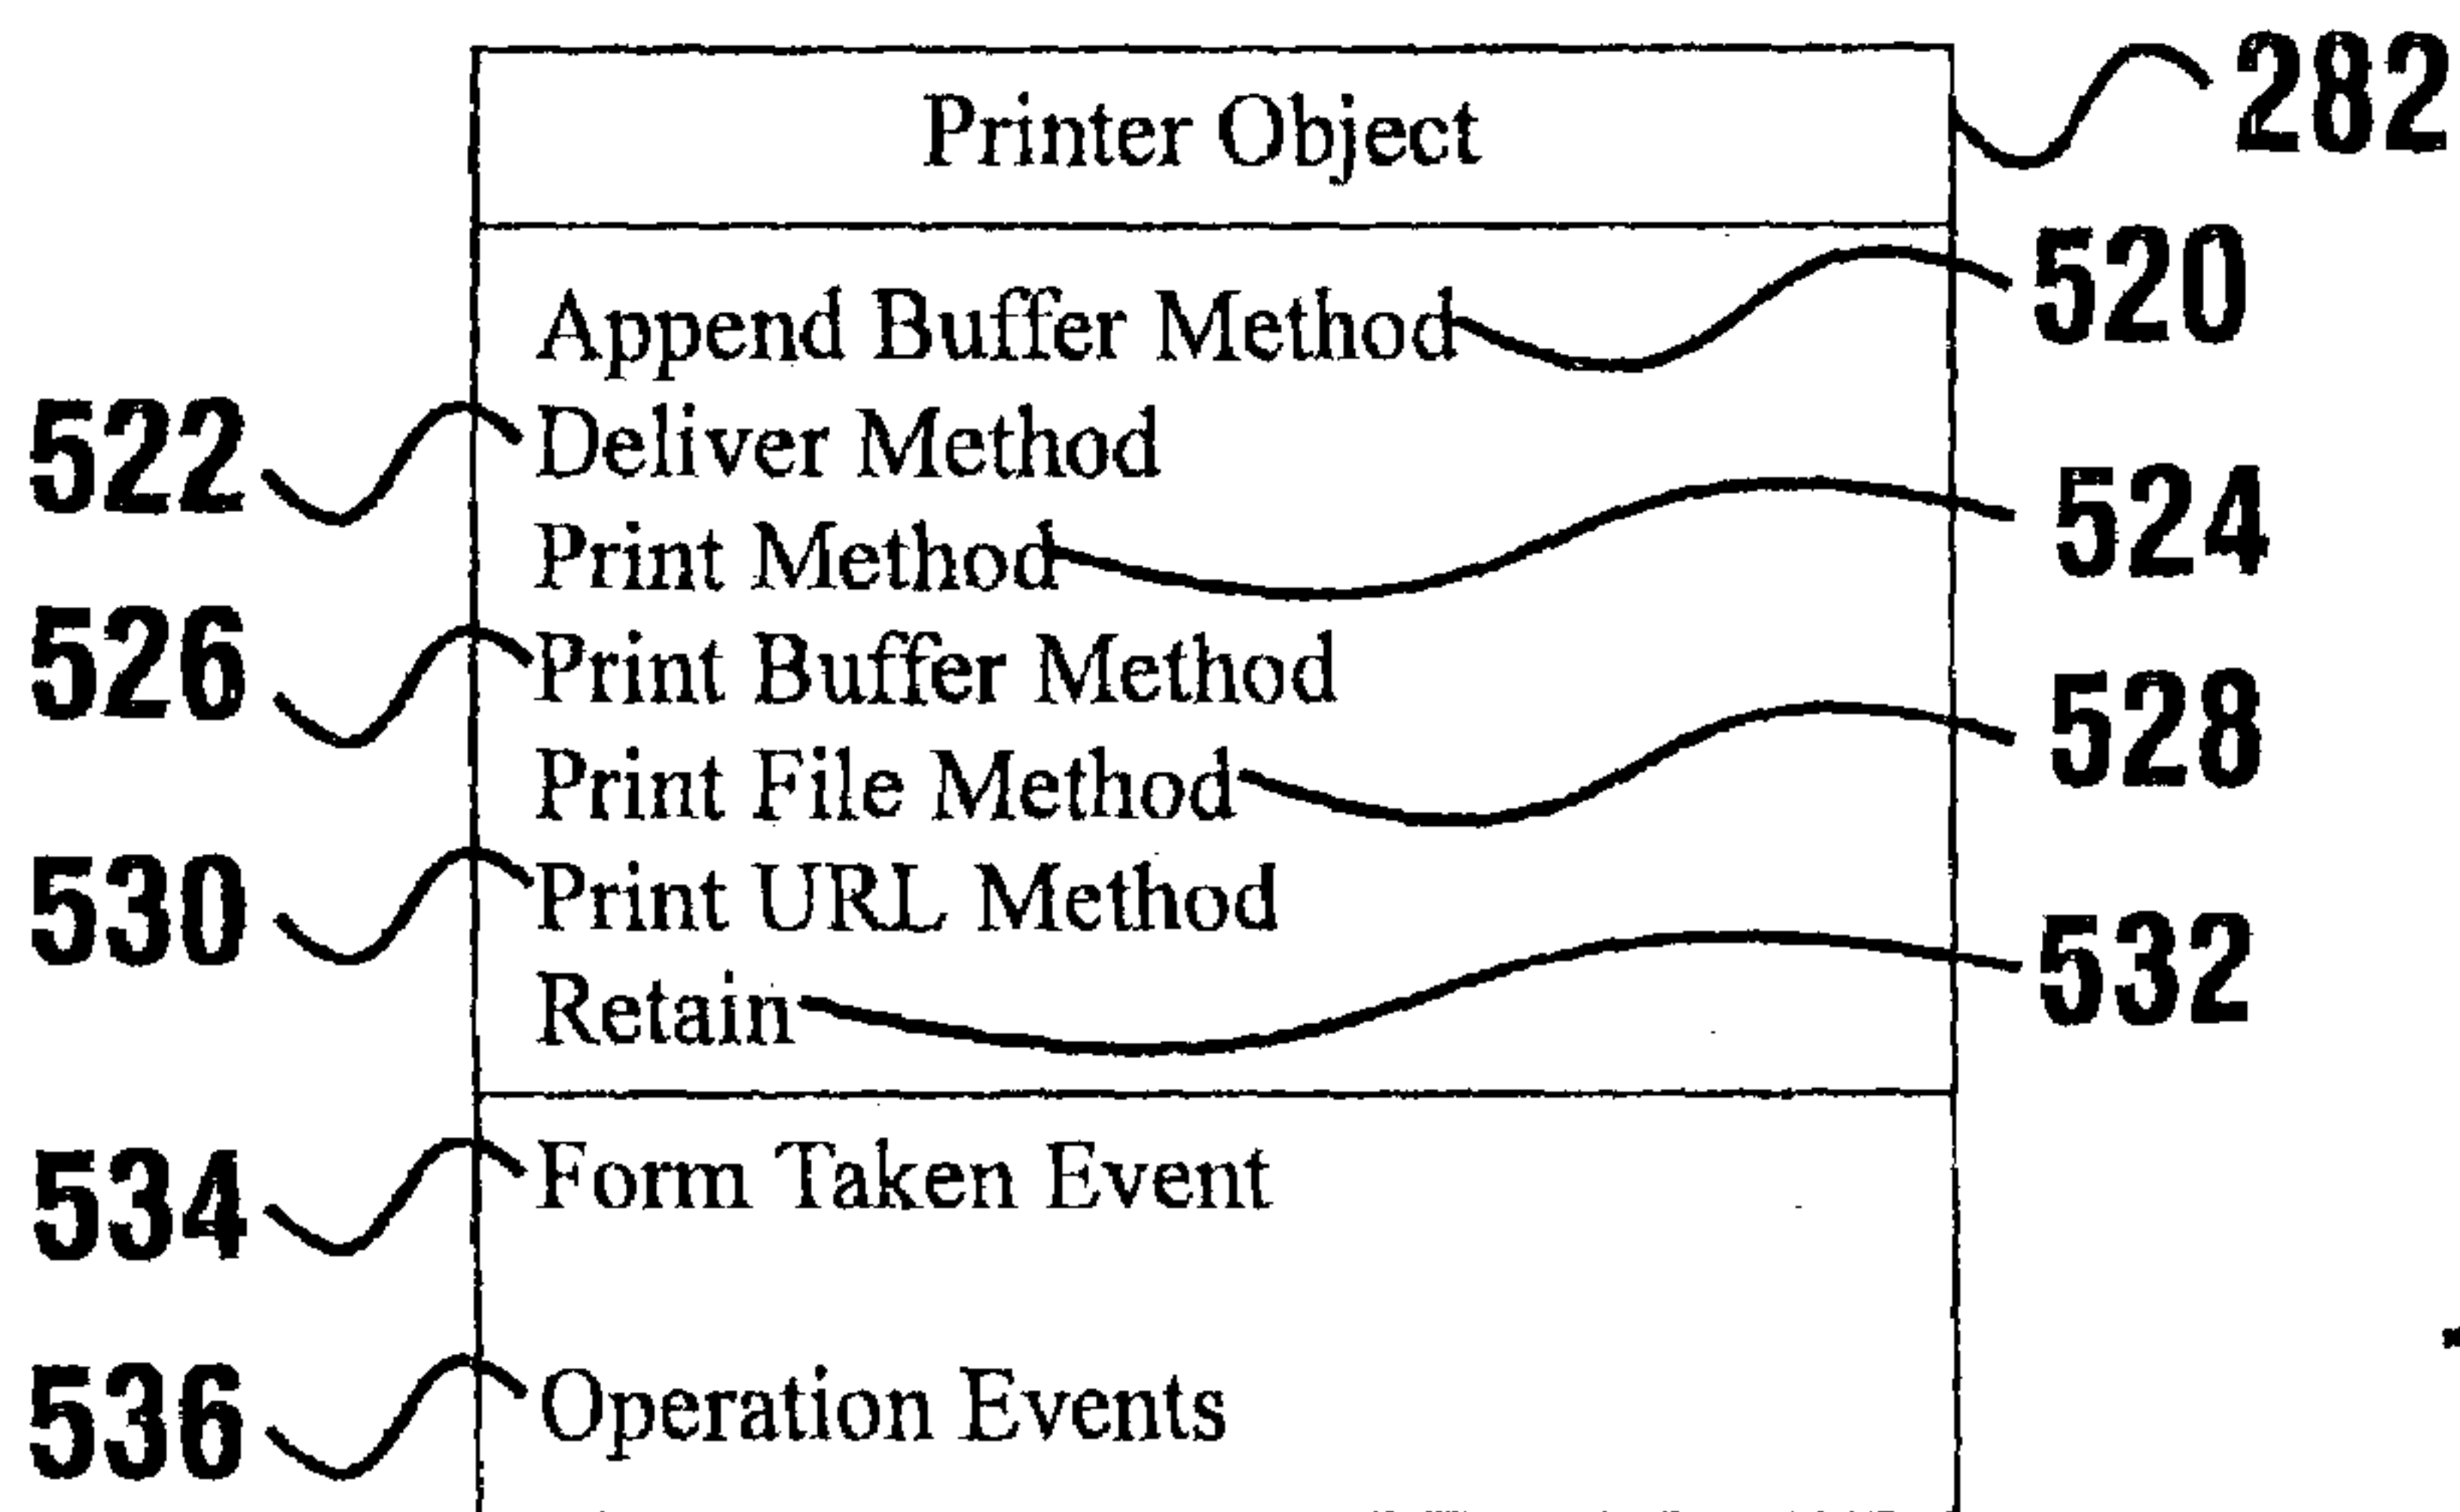 Printer Object 282
Append Buffer Method 520
522 Deliver Method
Print Method 524
526 Print Buffer Method
Print File Method 528
530 Print URL Method
Retain 532
534 Form Taken Event
536 Operation Events